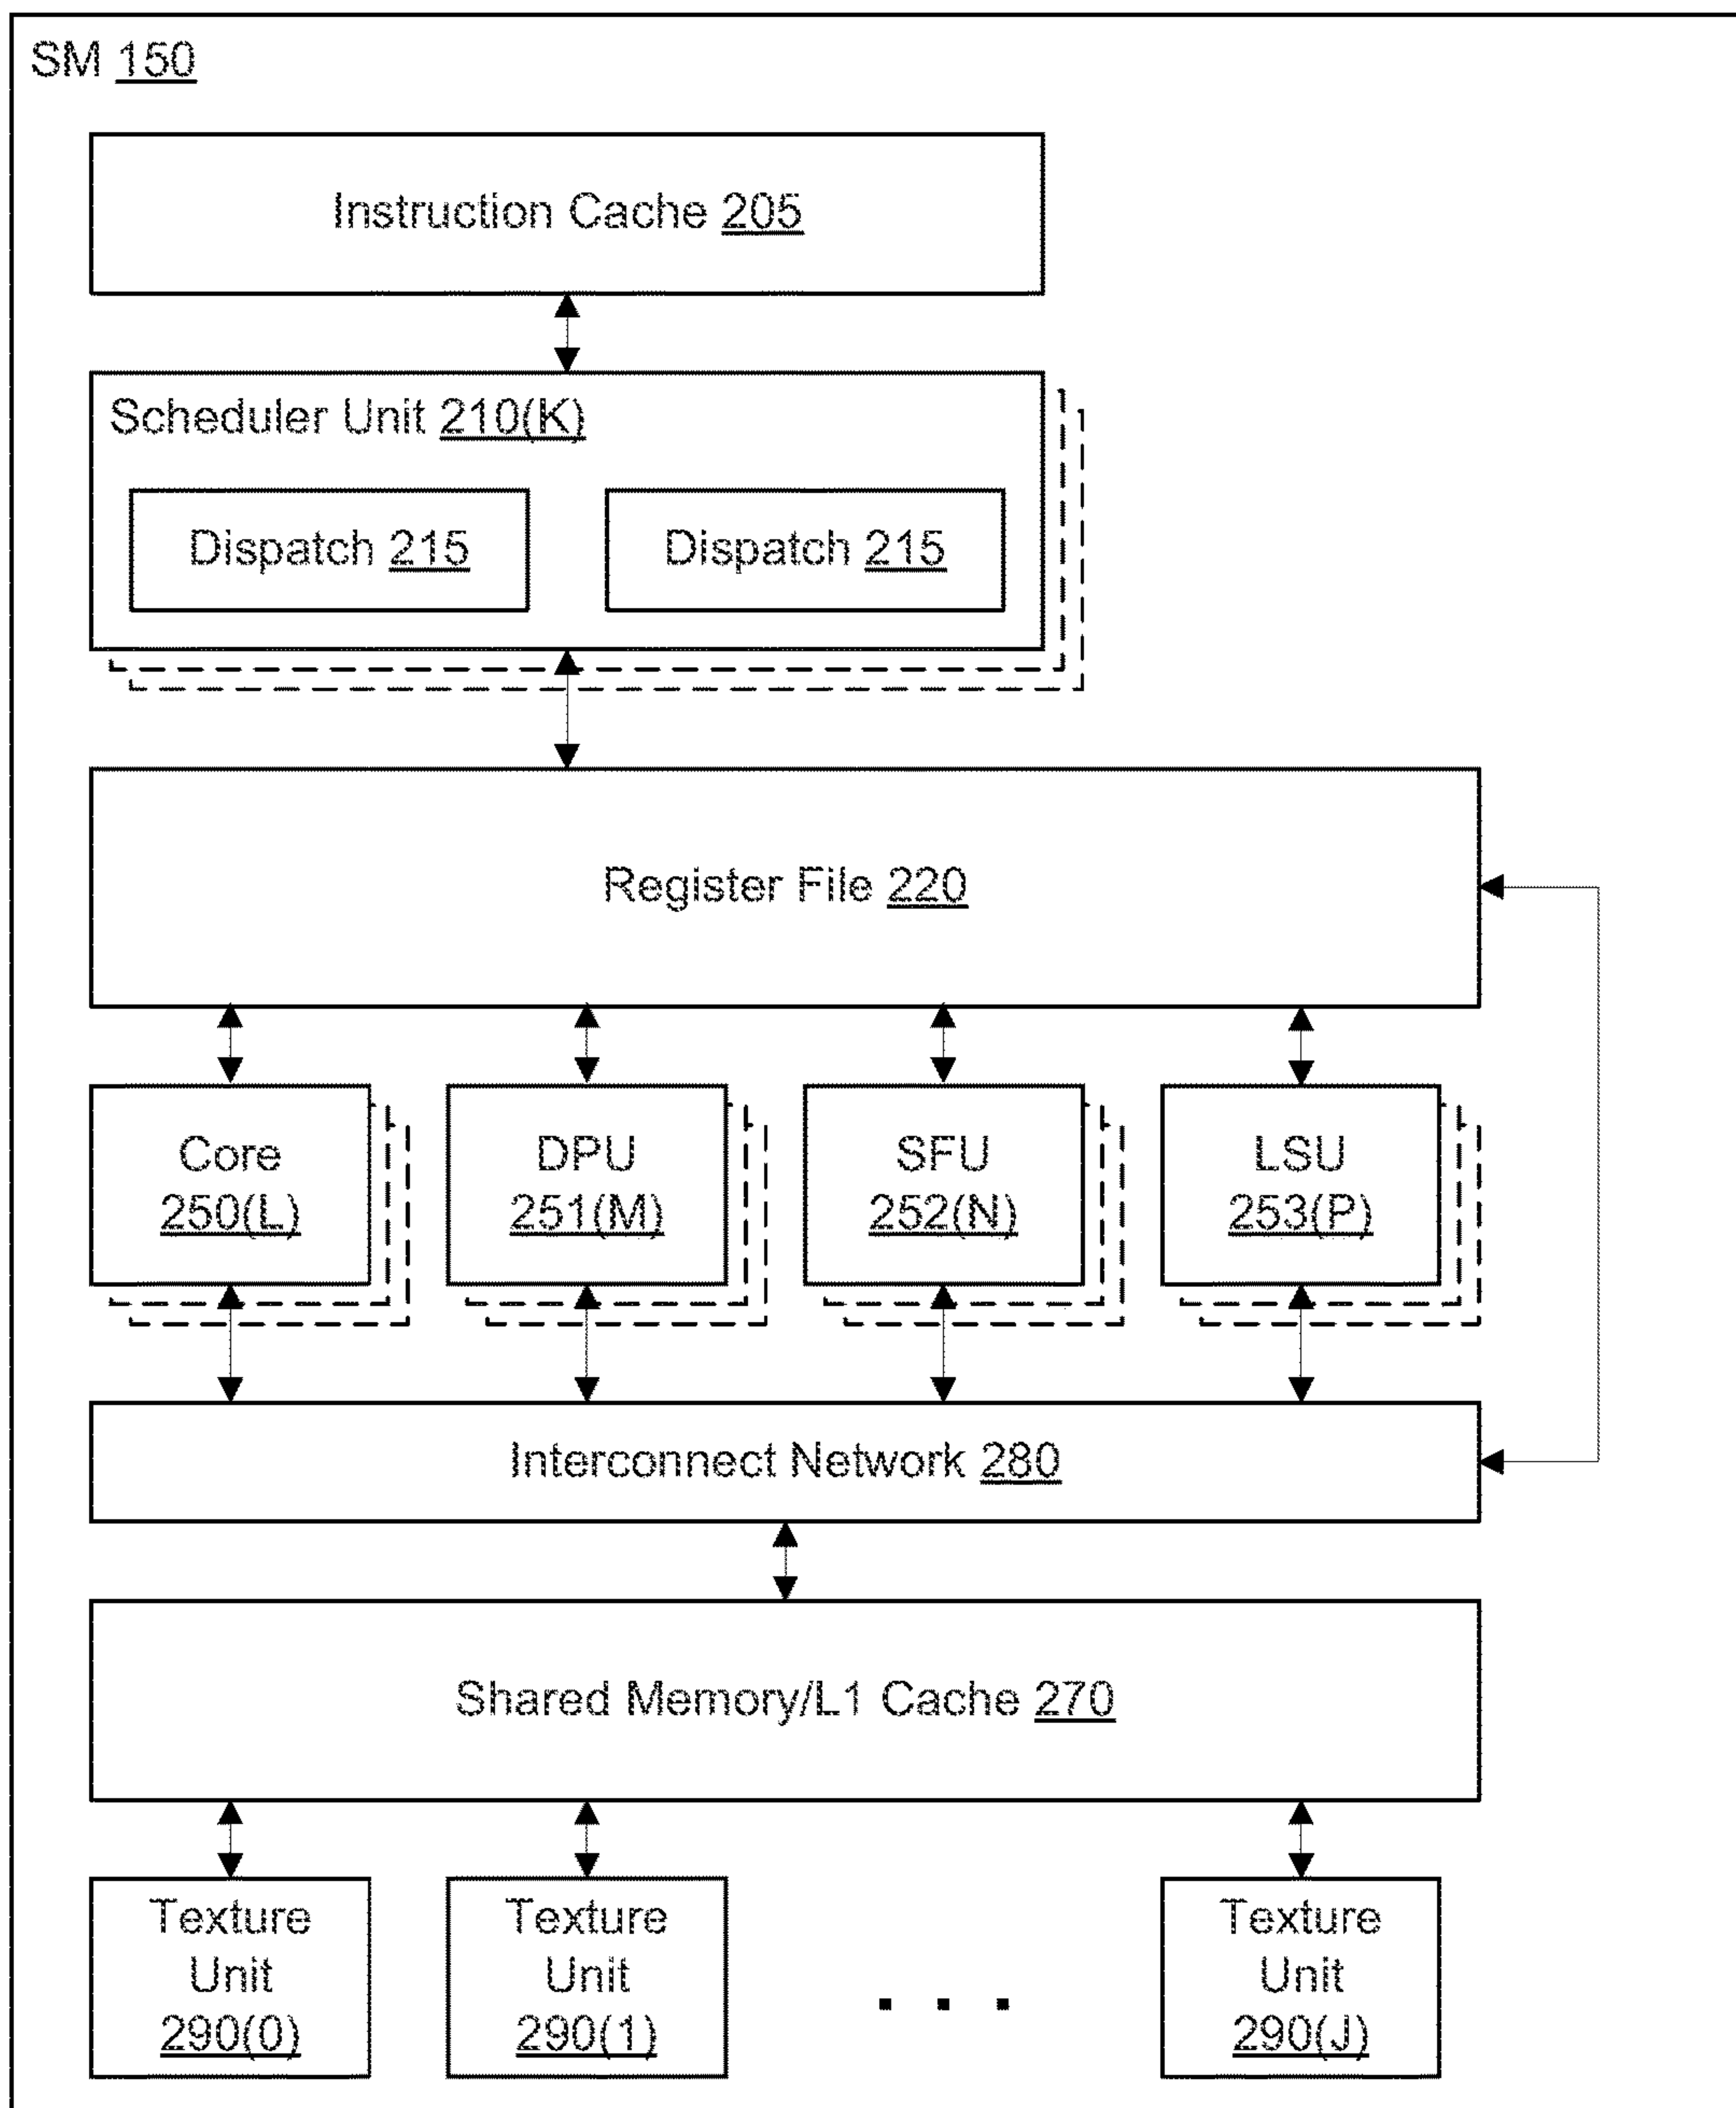 SM 150
Instruction Cache 205
Scheduler Unit 210(K)
Dispatch 215
Dispatch 215
Register File 220
Core
250(L)
DPU
251(M)
SFU
252(N)
LSU
253(P)
Interconnect Network 280
Shared Memory/L1 Cache 270
Texture
Unit
290(0)
Texture
Unit
290(1)
. . .
Texture
Unit
290(J)